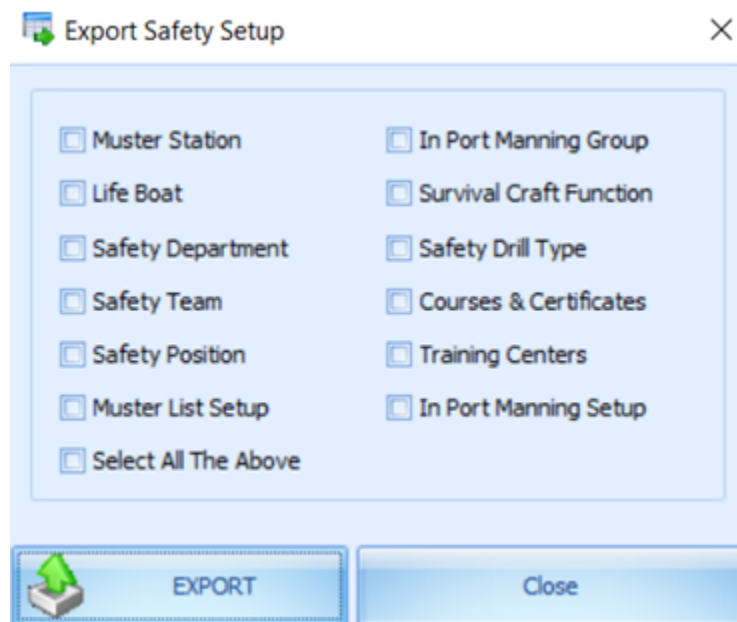 Export Safety Setup
Muster Station
In Port Manning Group
Life Boat
Survival Craft Function
Safety Department
Safety Drill Type
Safety Team
Courses & Certificates
Safety Position
Training Centers
Muster List Setup
In Port Manning Setup
Select All The Above
EXPORT
Close